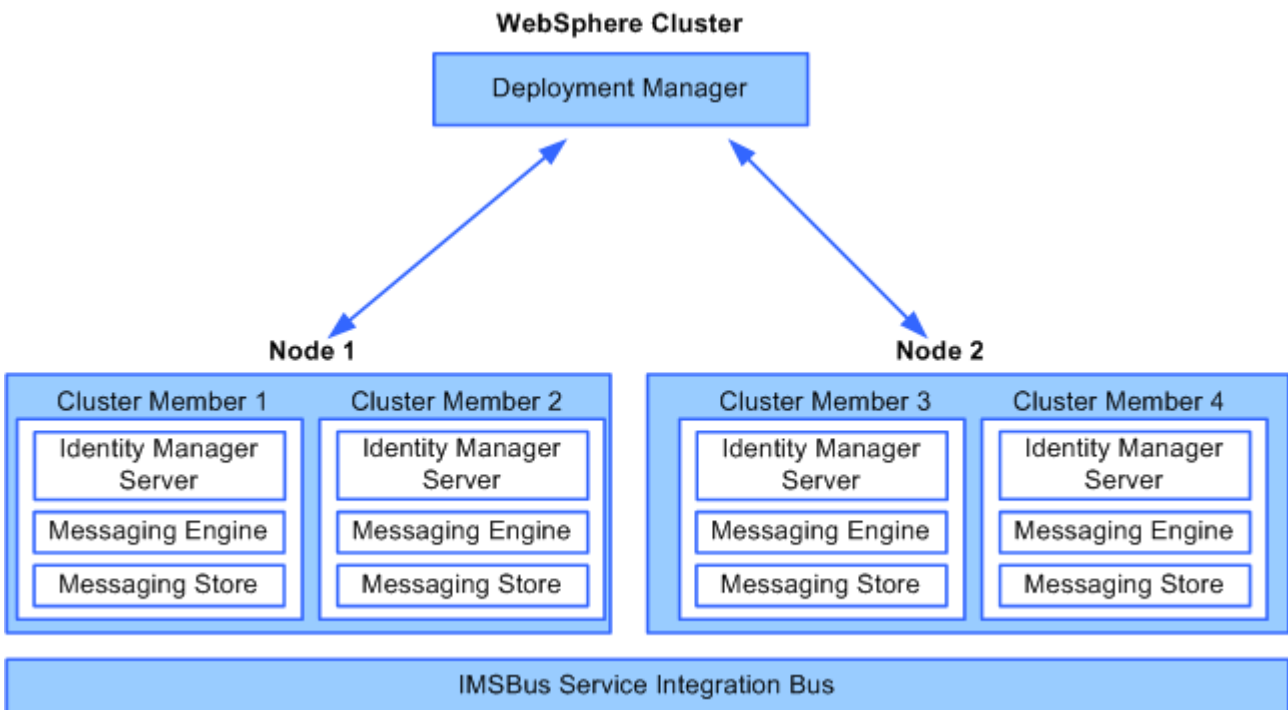 WebSphere Cluster
Deployment Manager
Node 1
Node 2
Cluster Member 1
Cluster Member 2
Cluster Member 3
Cluster Member 4
Identity Manager
Server
Messaging Engine
Messaging Store
Identity Manager
Server
Messaging Engine
Messaging Store
Identity Manager
Server
Messaging Engine
Messaging Store
Identity Manager
Server
Messaging Engine
Messaging Store
IMSBus Service Integration Bus